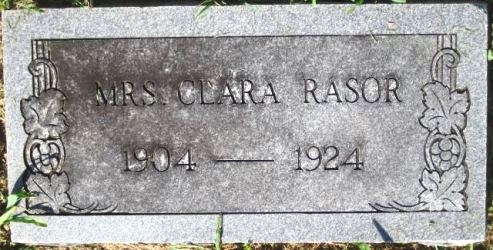 MRS. CLARA RASOR
1904 — 1924